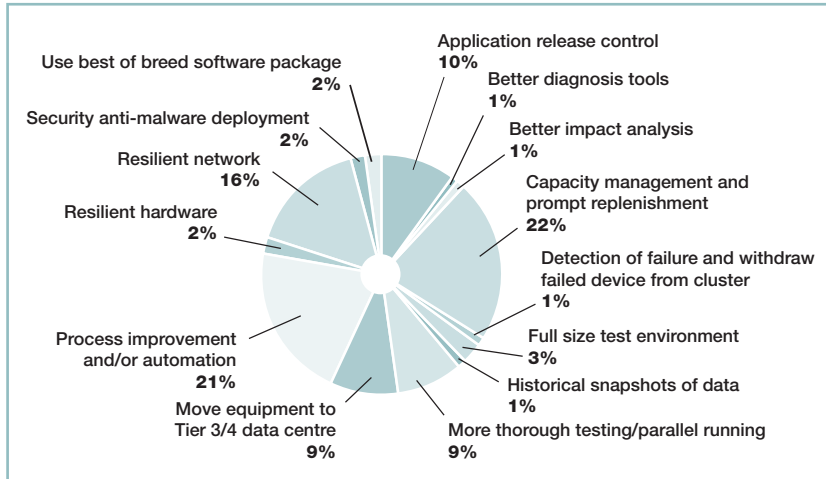 Application release control
10%
Better diagnosis tools
1%
Better impact analysis
1%
Capacity management and
prompt replenishment
22%
Detection of failure and withdraw
failed device from cluster
1%
Full size test environment
3%
Historical snapshots of data
1%
More thorough testing/parallel running
9%
Move equipment to
Tier 3/4 data centre
9%
Process improvement
and/or automation
21%
Resilient hardware
2%
Resilient network
16%
Security anti-malware deployment
2%
Use best of breed software package
2%